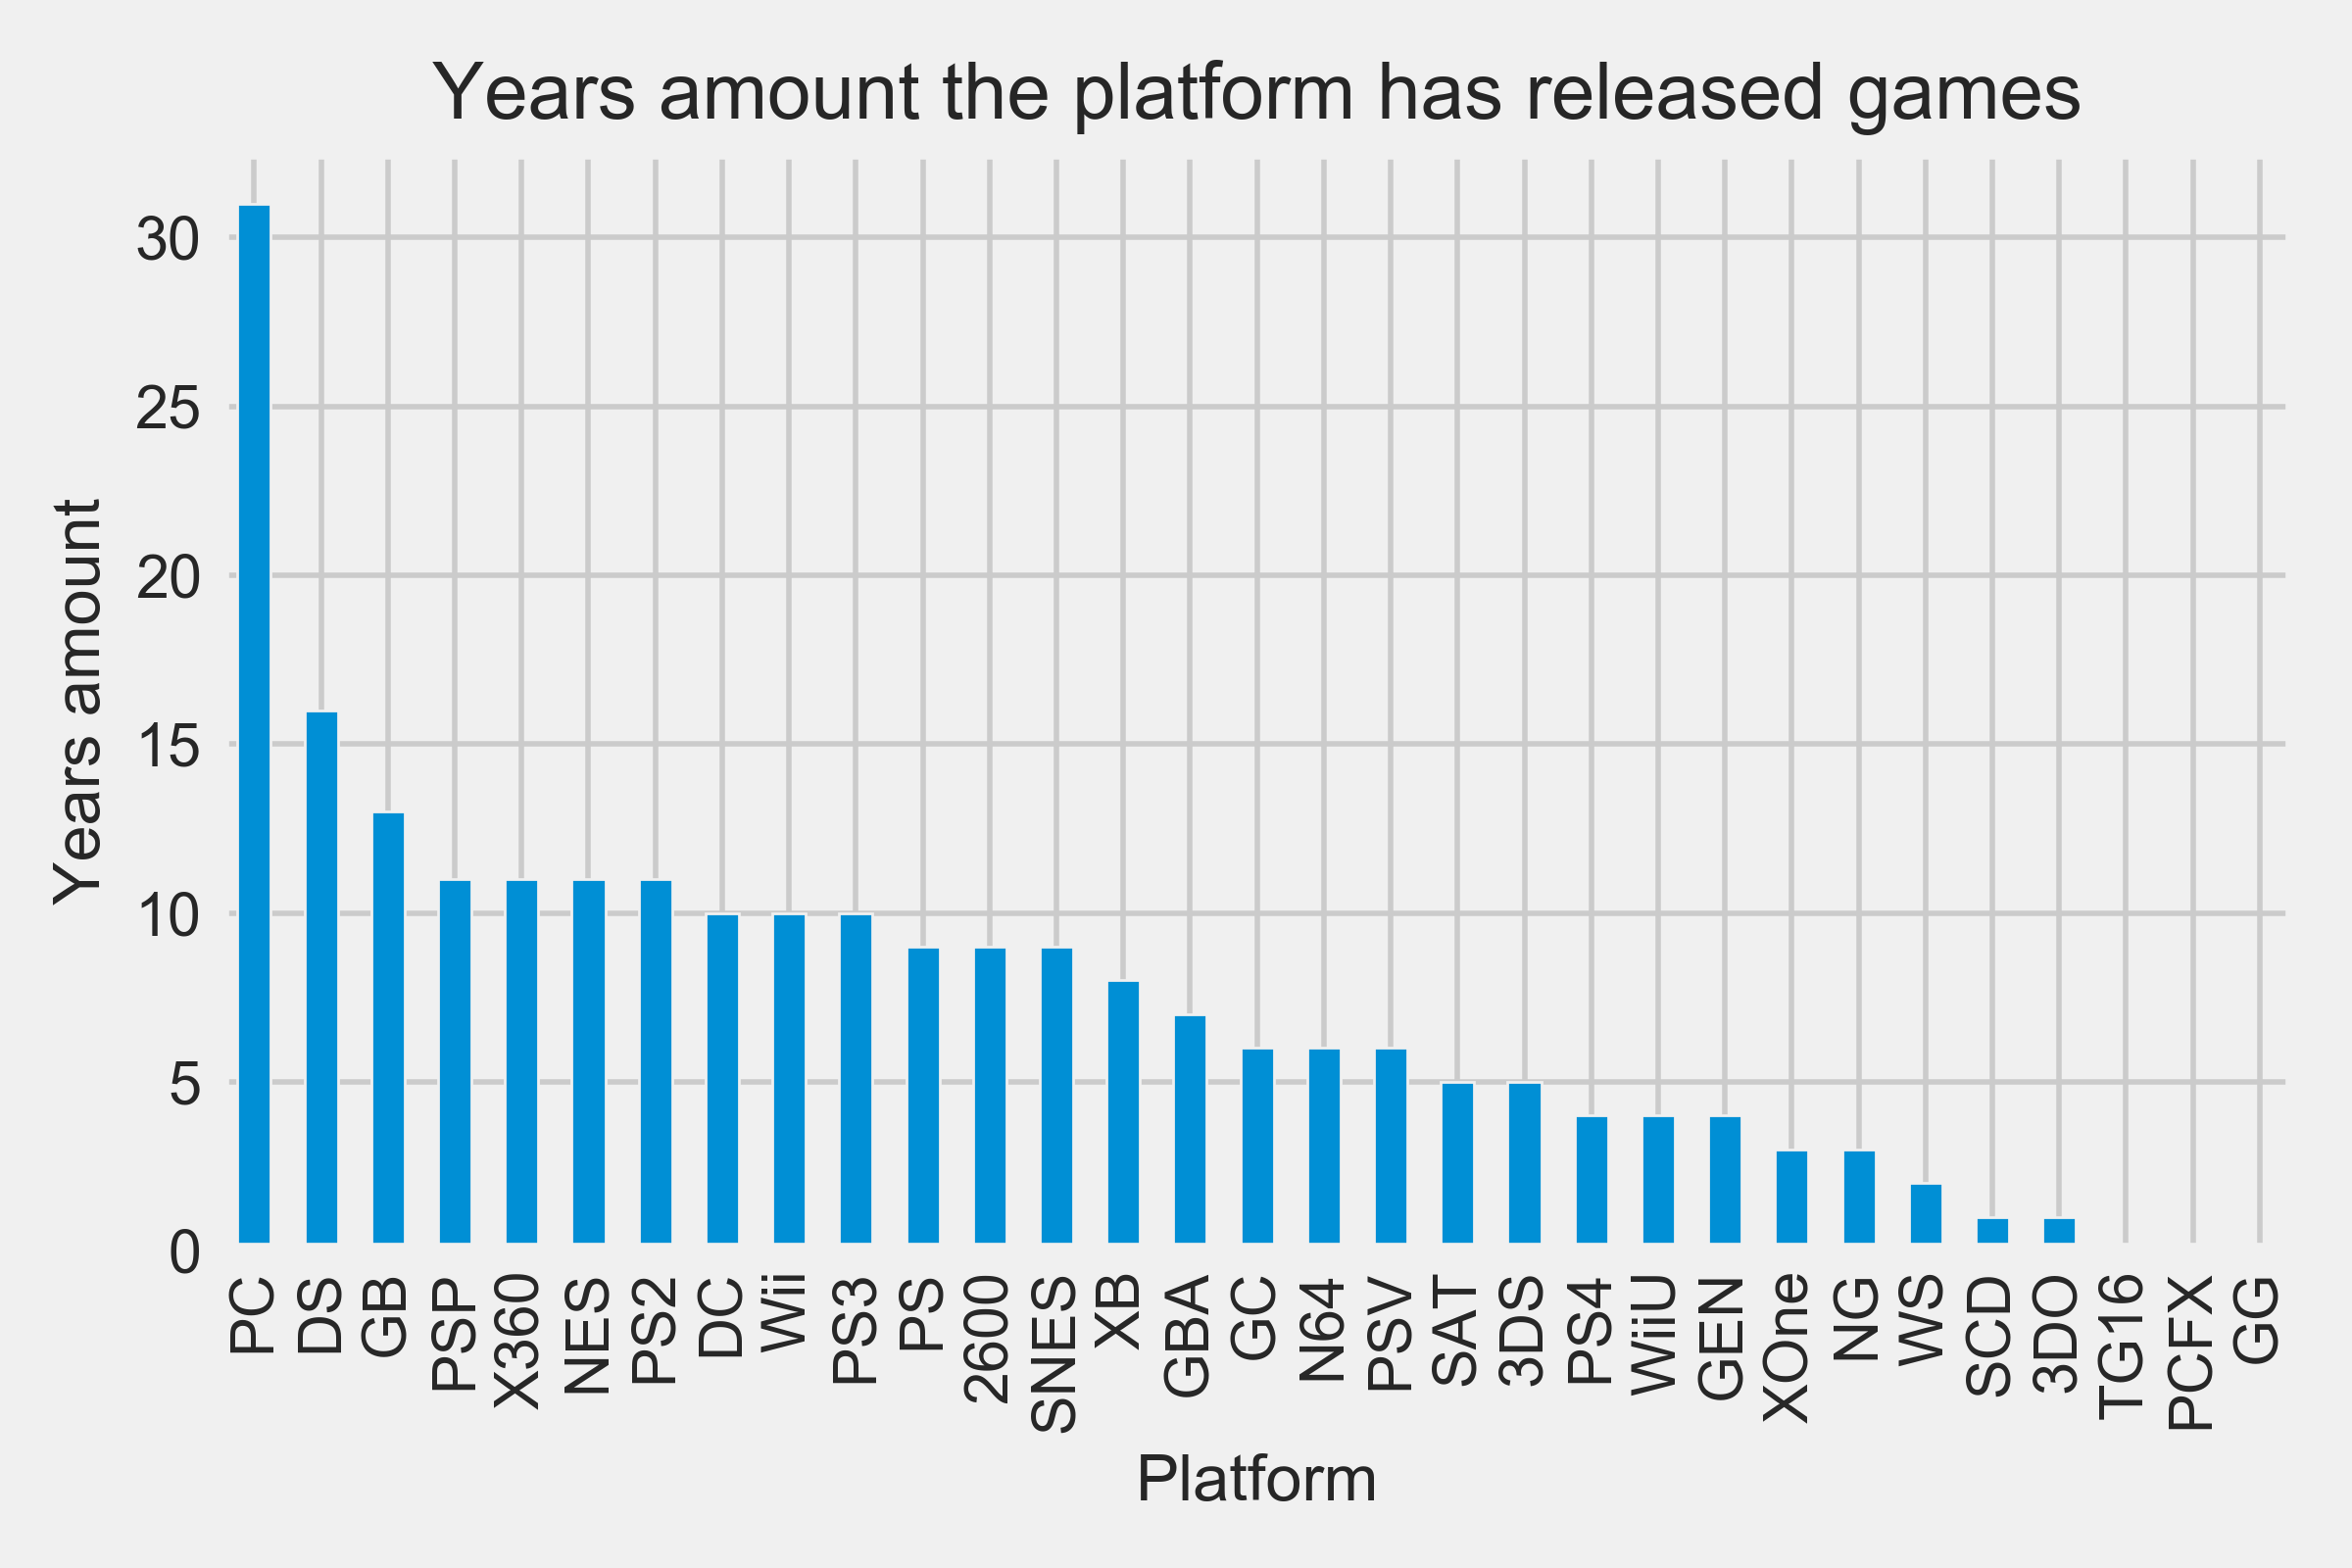 Years amount the platform has released games
Years amount
30
25
20
15
10
5
0
PC
DS
GB
PSP
X360
NES
PS2
DC
Wii
PS3
PS
2600
SNES
XB
GBA
GC
N64
PSV
SAT
3DS
PS4
WiiU
GEN
XOne
NG
WS
SCD
3DO
TG16
PCFX
GG
Platform